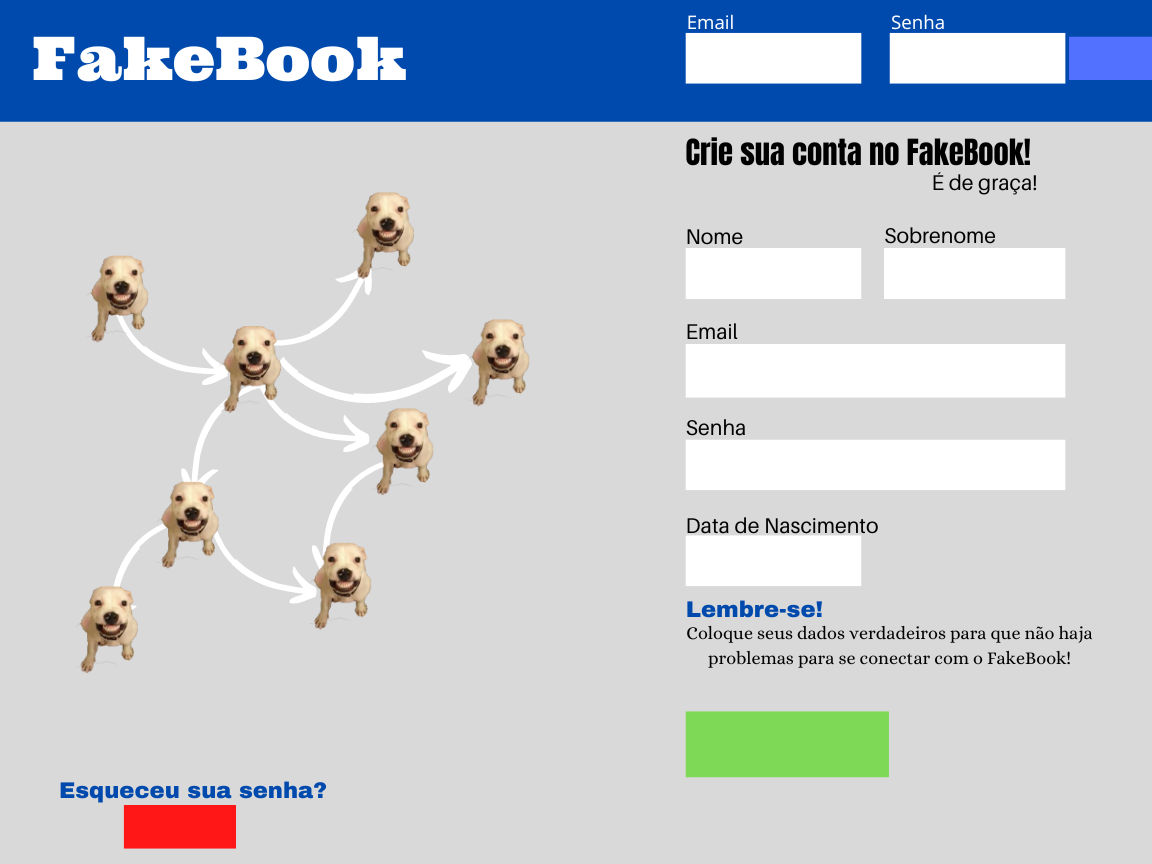 FakeBook
Email
Senha
Crie sua conta no FakeBook!
É de graça!
Nome
Sobrenome
Email
Senha
Data de Nascimento
Lembre-se!
Coloque seus dados verdadeiros para que não haja
problemas para se conectar com o FakeBook!
Esqueceu sua senha?